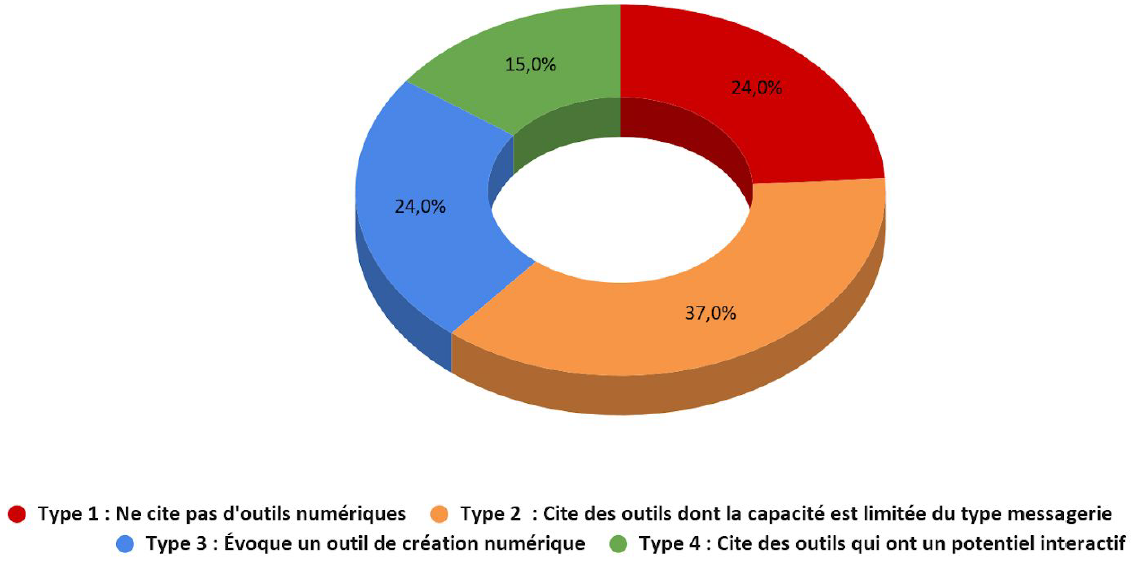 15,0%
24,0%
24,0%
37,0%
Type 1 : Ne cite pas d'outils numériques
Type 2 : Cite des outils dont la capacité est limitée du type messagerie
Type 3 : Évoque un outil de création numérique
Type 4 : Cite des outils qui ont un potentiel interactif